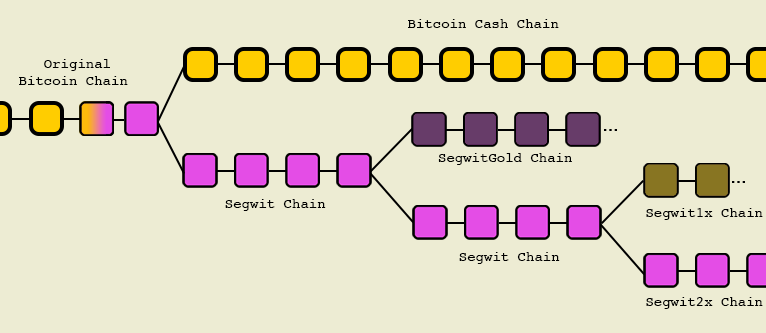 Bitcoin Cash Chain
Original
Bitcoin Chain
...
SegwitGold Chain
...
Segwit Chain
Segwit1x Chain
Segwit Chain
Segwit2x Chain